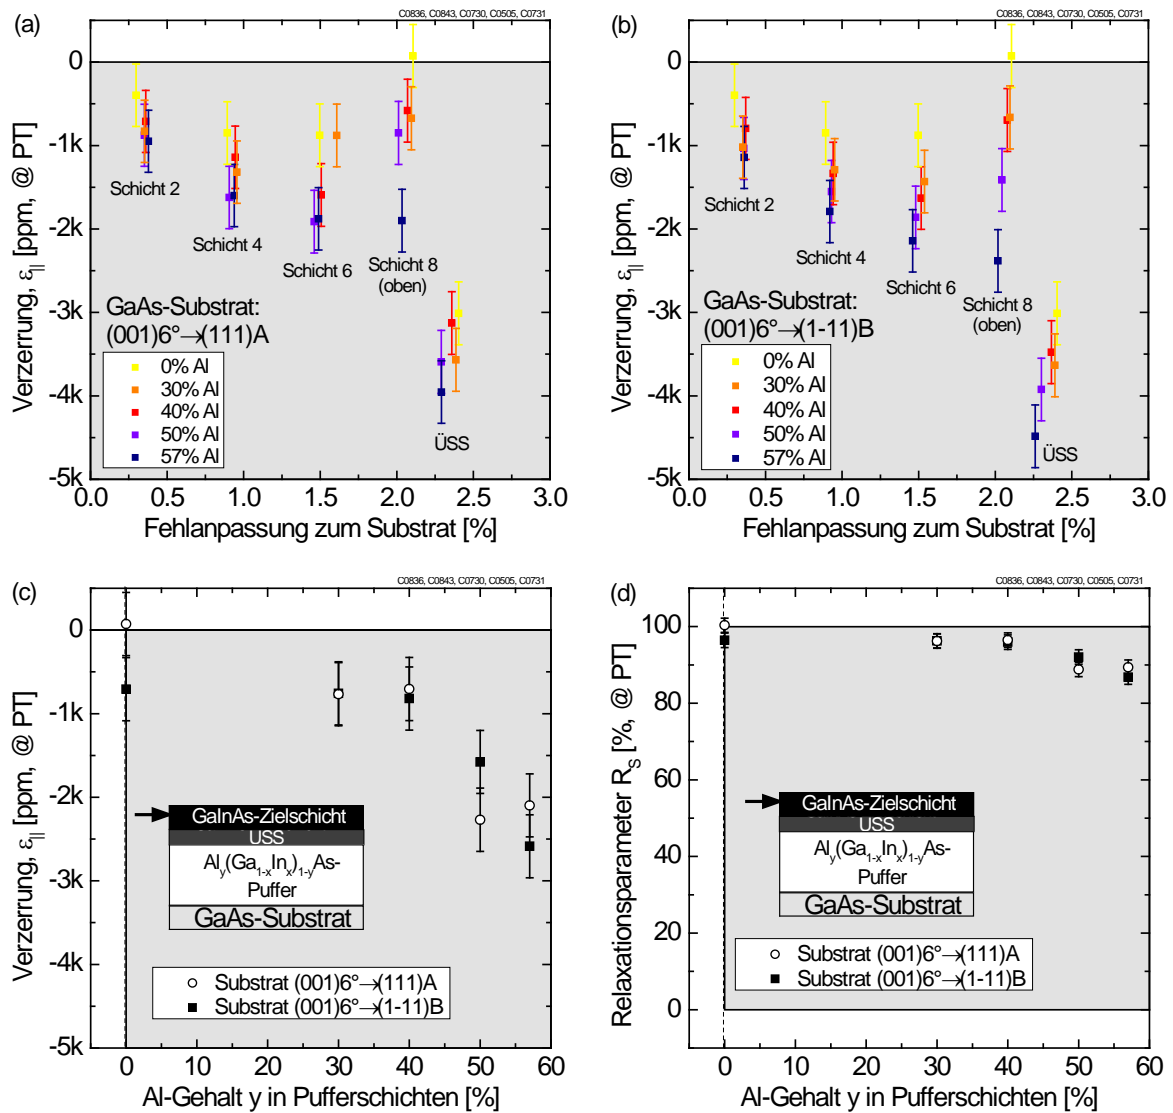 (a)
C0836, C0843, C0730, C0505, C0731
Verzerrung, ε|| [ppm, @ PT]
0
-1k
-2k
-3k
-4k
-5k
Schicht 2
Schicht 4
Schicht 6
Schicht 8
(oben)
ÜSS
GaAs-Substrat:
(001)6°→(111)A
0% Al
30% Al
40% Al
50% Al
57% Al
0.0 0.5 1.0 1.5 2.0 2.5 3.0
Fehlanpassung zum Substrat [%]
(b)
C0836, C0843, C0730, C0505, C0731
Verzerrung, ε|| [ppm, @ PT]
0
-1k
-2k
-3k
-4k
-5k
Schicht 2
Schicht 4
Schicht 6
Schicht 8
(oben)
ÜSS
GaAs-Substrat:
(001)6°→(1-11)B
0% Al
30% Al
40% Al
50% Al
57% Al
0.0 0.5 1.0 1.5 2.0 2.5 3.0
Fehlanpassung zum Substrat [%]
(c)
C0836, C0843, C0730, C0505, C0731
Verzerrung, ε|| [ppm, @ PT]
0
-1k
-2k
-3k
-4k
-5k
GaInAs-Zielschicht
USS
Aly(Ga1-xInx)1-yAs-
Puffer
GaAs-Substrat
Substrat (001)6°→(111)A
Substrat (001)6°→(1-11)B
0 10 20 30 40 50 60
Al-Gehalt y in Pufferschichten [%]
(d)
C0836, C0843, C0730, C0505, C0731
Relaxationsparameter RS [%, @ PT]
100
80
60
40
20
0
GaInAs-Zielschicht
USS
Aly(Ga1-xInx)1-yAs-
Puffer
GaAs-Substrat
Substrat (001)6°→(111)A
Substrat (001)6°→(1-11)B
0 10 20 30 40 50 60
Al-Gehalt y in Pufferschichten [%]